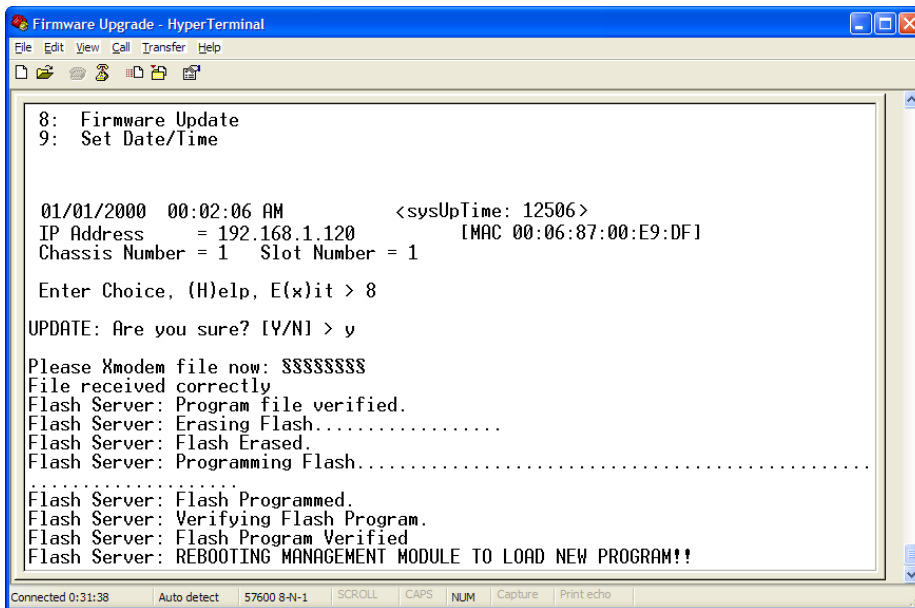 Firmware Upgrade - HyperTerminal
File Edit View Call Transfer Help
8: Firmware Update
9: Set Date/Time
01/01/2000 00:02:06 AM <sysUpTime: 12506>
IP Address = 192.168.1.120 [MAC 00:06:87:00:E9:DF]
Chassis Number = 1 Slot Number = 1
Enter Choice, (H)elp, E(x)it > 8
UPDATE: Are you sure? [Y/N] > y
Please Xmodem file now: §§§§§§§§
File received correctly
Flash Server: Program file verified.
Flash Server: Erasing Flash..................
Flash Server: Flash Erased.
Flash Server: Programming Flash.................................................
....................
Flash Server: Flash Programmed.
Flash Server: Verifying Flash Program.
Flash Server: Flash Program Verified
Flash Server: REBOOTING MANAGEMENT MODULE TO LOAD NEW PROGRAM!!
Connected 0:31:38 Auto detect 57600 8-N-1 SCROLL CAPS NUM Capture Print echo